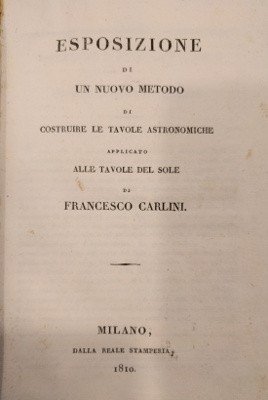 ESPOSIZIONE
DI
UN NUOVO METODO
DI
COSTRUIRE LE TAVOLE ASTRONOMICHE
APPLICATO
ALLE TAVOLE DEL SOLE
DI
FRANCESCO CARLINI.
MILANO,
DALLA REALE STAMPERIA,
1810.